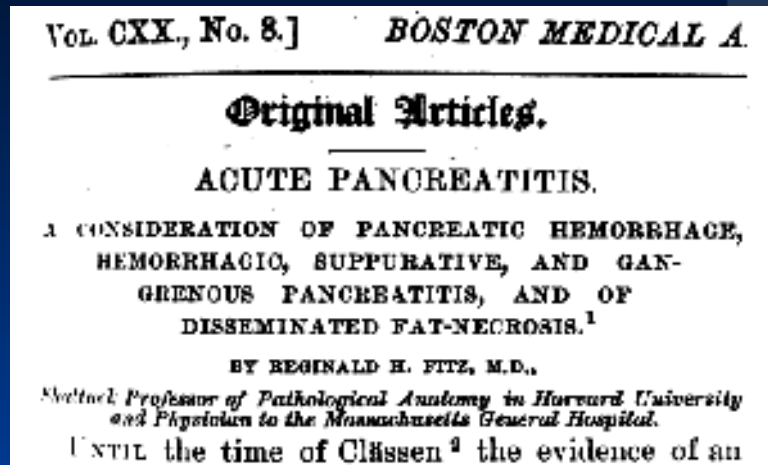 VOL. CXX., No. 8.] BOSTON MEDICAL A
Original Articles.
ACUTE PANCREATITIS.
A CONSIDERATION OF PANCREATIC HEMORRHAGE,
HEMORRHAGIC, SUPPURATIVE, AND GAN-
GRENOUS PANCREATITIS, AND OF
DISSEMINATED FAT-NECROSIS.¹
BY REGINALD H. FITZ, M.D.,
Shattuck Professor of Pathological Anatomy in Harvard University
and Physician to the Massachusetts General Hospital.
UNTIL the time of Clässen ² the evidence of an